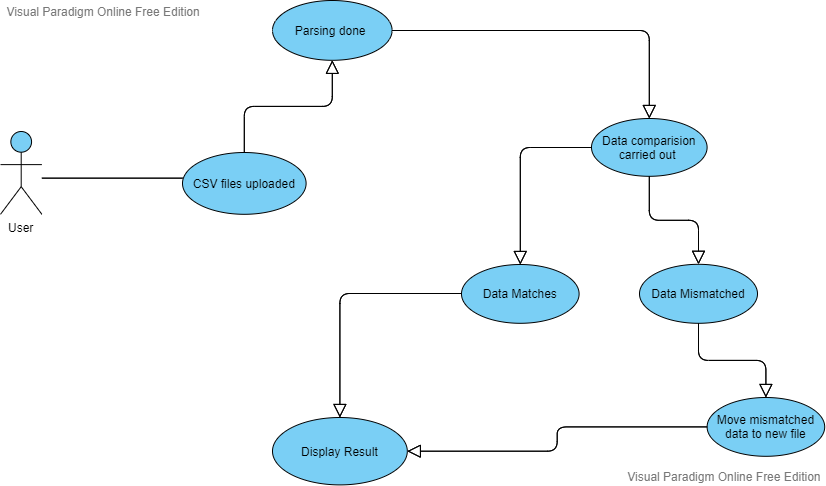 Visual Paradigm Online Free Edition
Parsing done
Data comparision
carried out
CSV files uploaded
User
Data Matches
Data Mismatched
Move mismatched
data to new file
Display Result
Visual Paradigm Online Free Edition